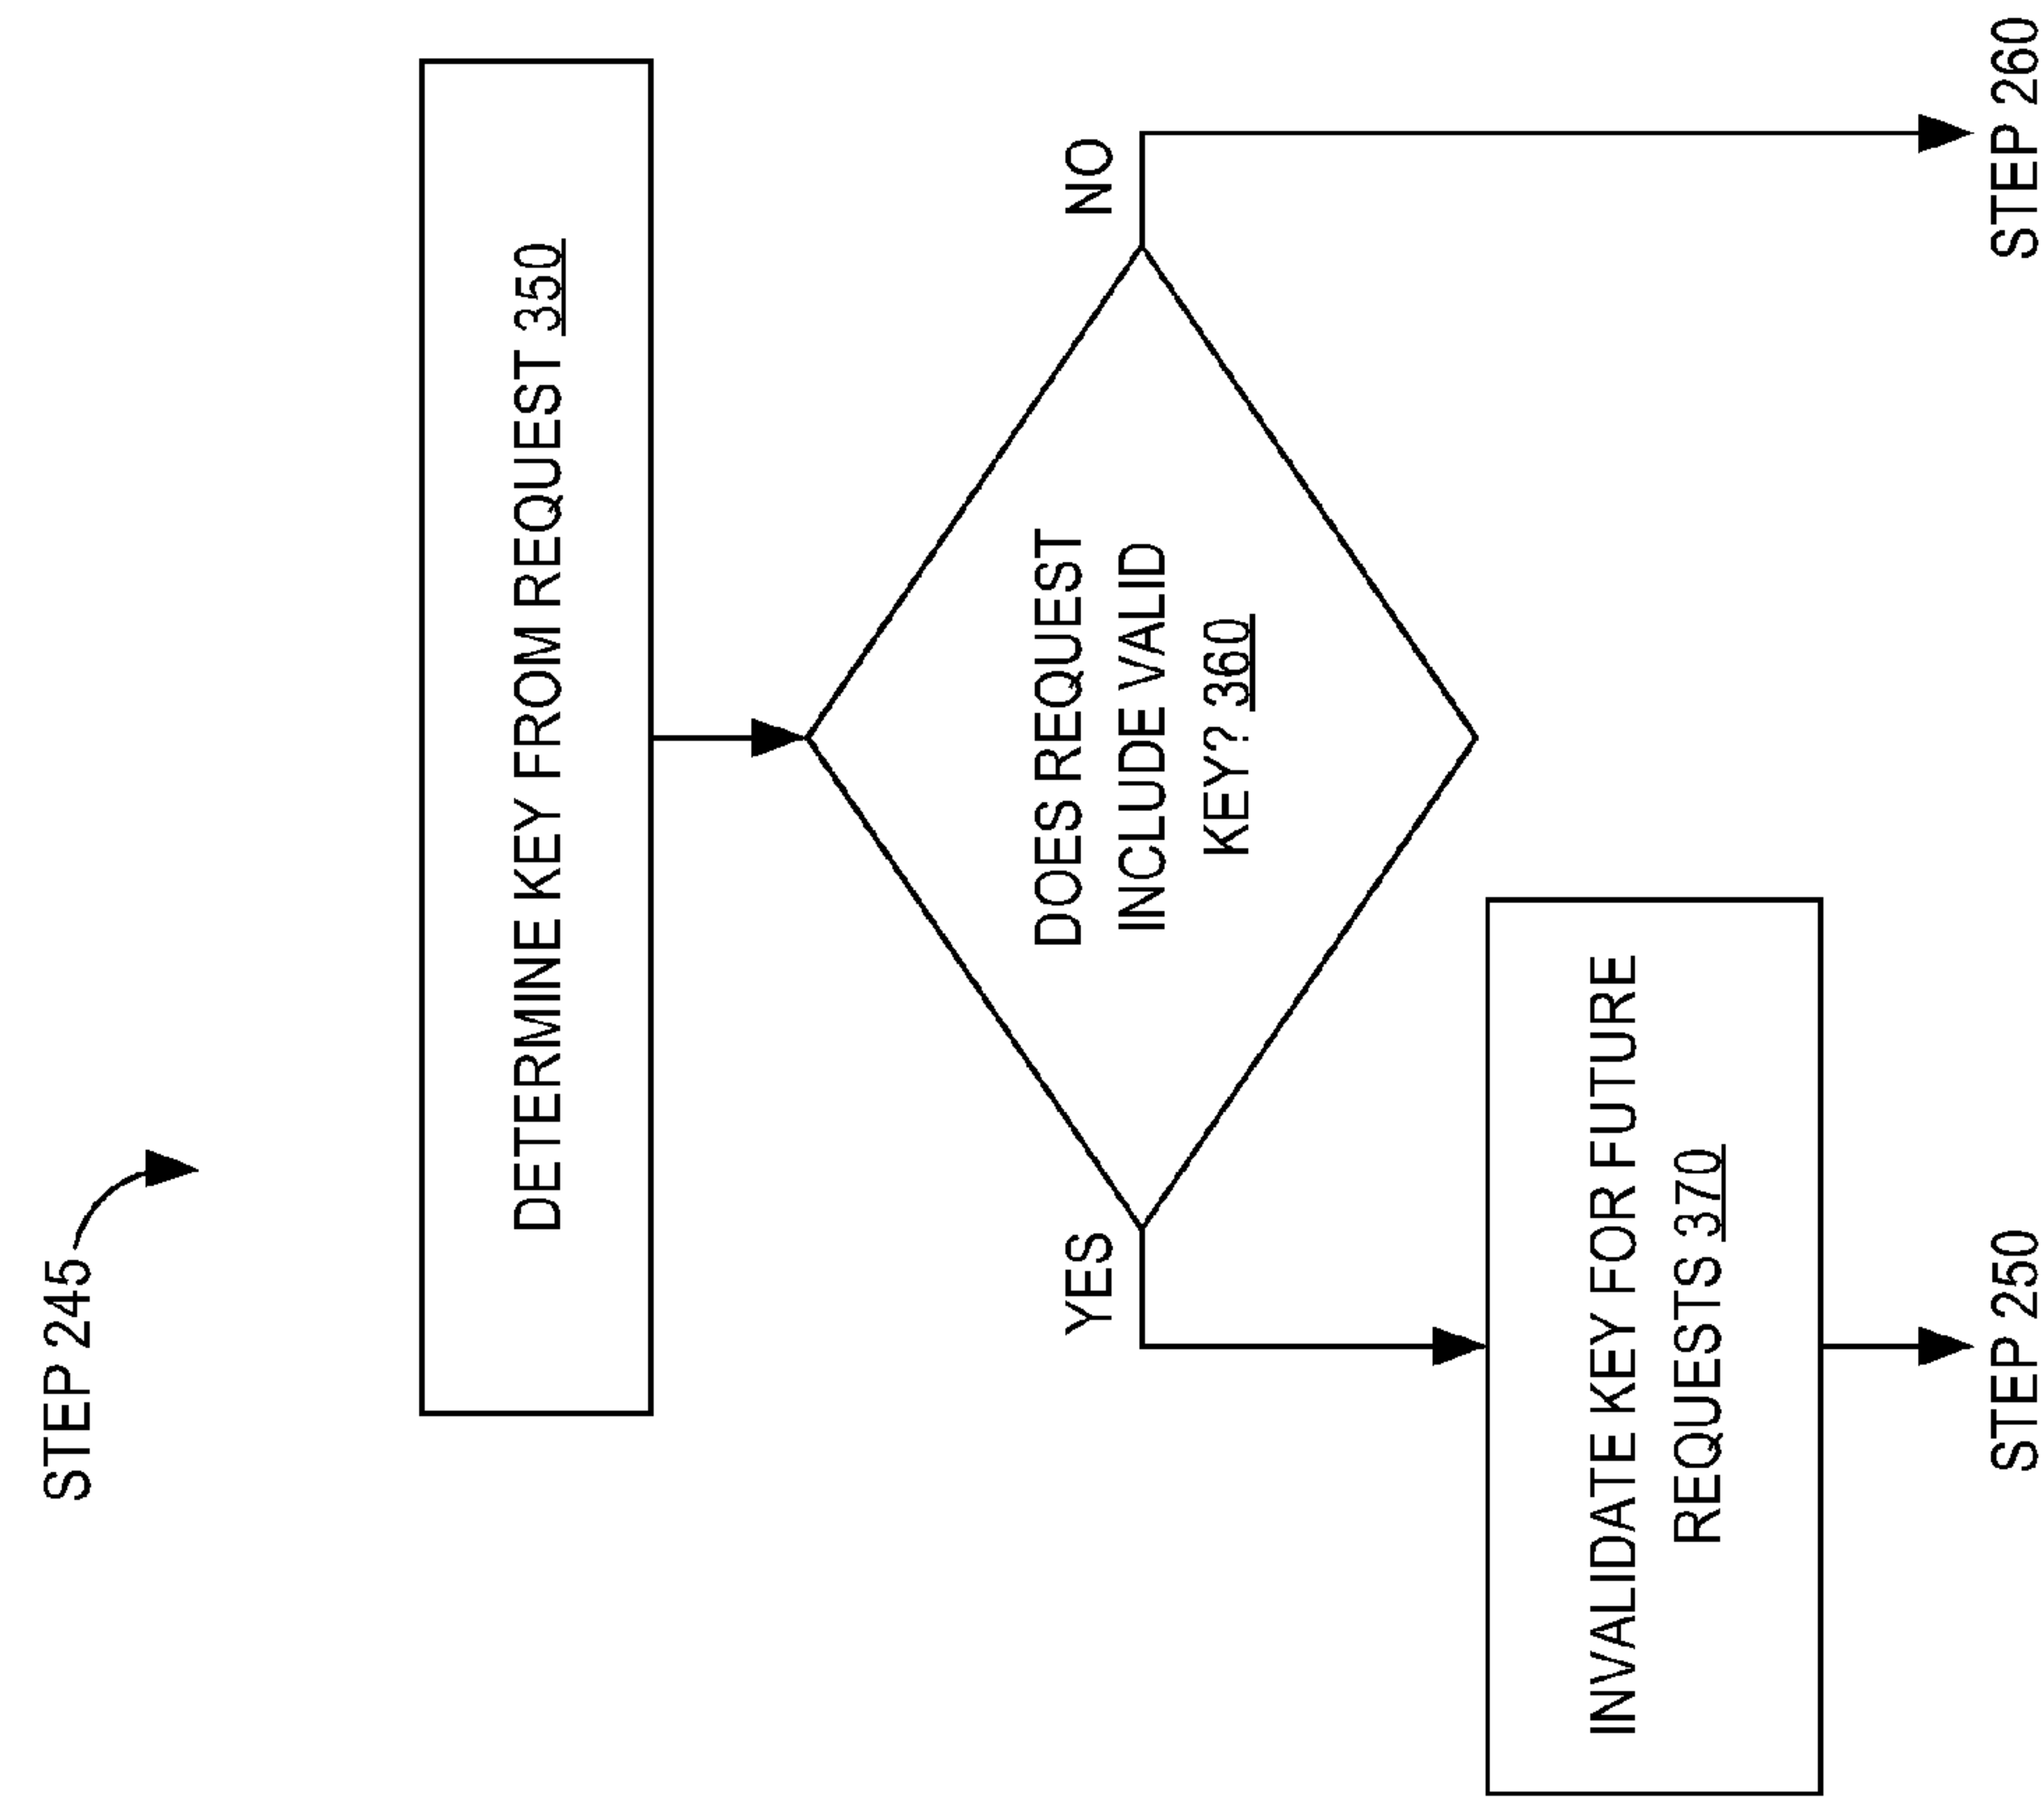 STEP 245
DETERMINE KEY FROM REQUEST 350
DOES REQUEST
INCLUDE VALID
KEY? 360
YES
NO
INVALIDATE KEY FOR FUTURE
REQUESTS 370
STEP 250
STEP 260